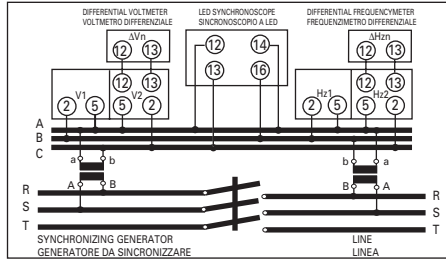 DIFFERENTIAL VOLTMETER
VOLTMETRO DIFFERENZIALE
LED SYNCHRONOSCOPE
SINCRONOSCOPIO A LED
DIFFERENTIAL FREQUENCYMETER
FREQUENZIMETRO DIFFERENZIALE
ΔVn
12 13
12 14
ΔHzn
12 13
V1 12 13
13 16
12 13
2 5 V2 5 2
Hz1 Hz2
2 5 5 2
A
B
C
a b
b a
A B
B A
R R
S S
T T
SYNCHRONIZING GENERATOR
GENERATORE DA SINCRONIZZARE
LINE
LINEA